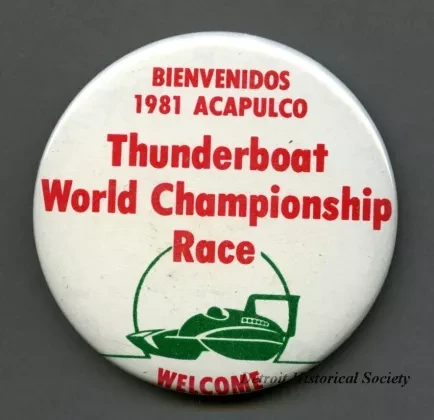 BIENVENIDOS
1981 ACAPULCO
Thunderboat
World Championship
Race
WELCOME
Detroit Historical Society